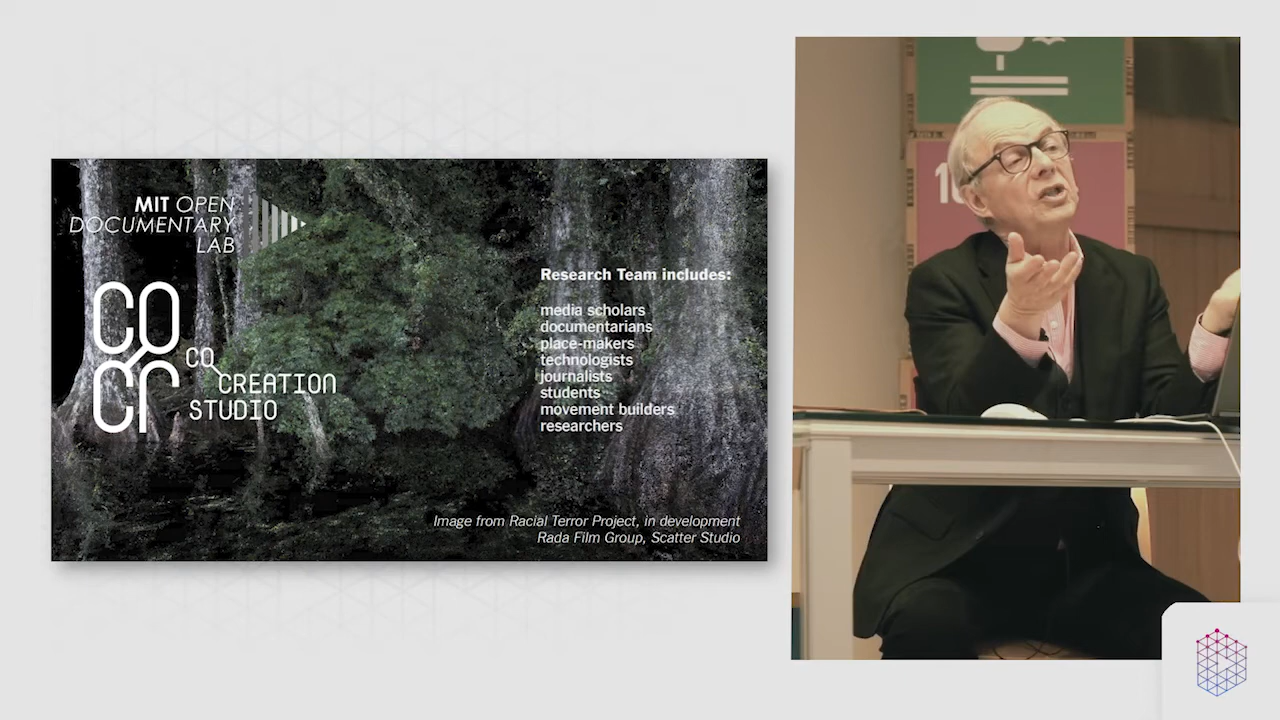 MIT OPEN
DOCUMENTARY
LAB
CO
CR
CO
CREATION
STUDIO
Research Team includes:
media scholars
documentarians
place-makers
technologists
journalists
students
movement builders
researchers
Image from Racial Terror Project, in development
Rada Film Group, Scatter Studio